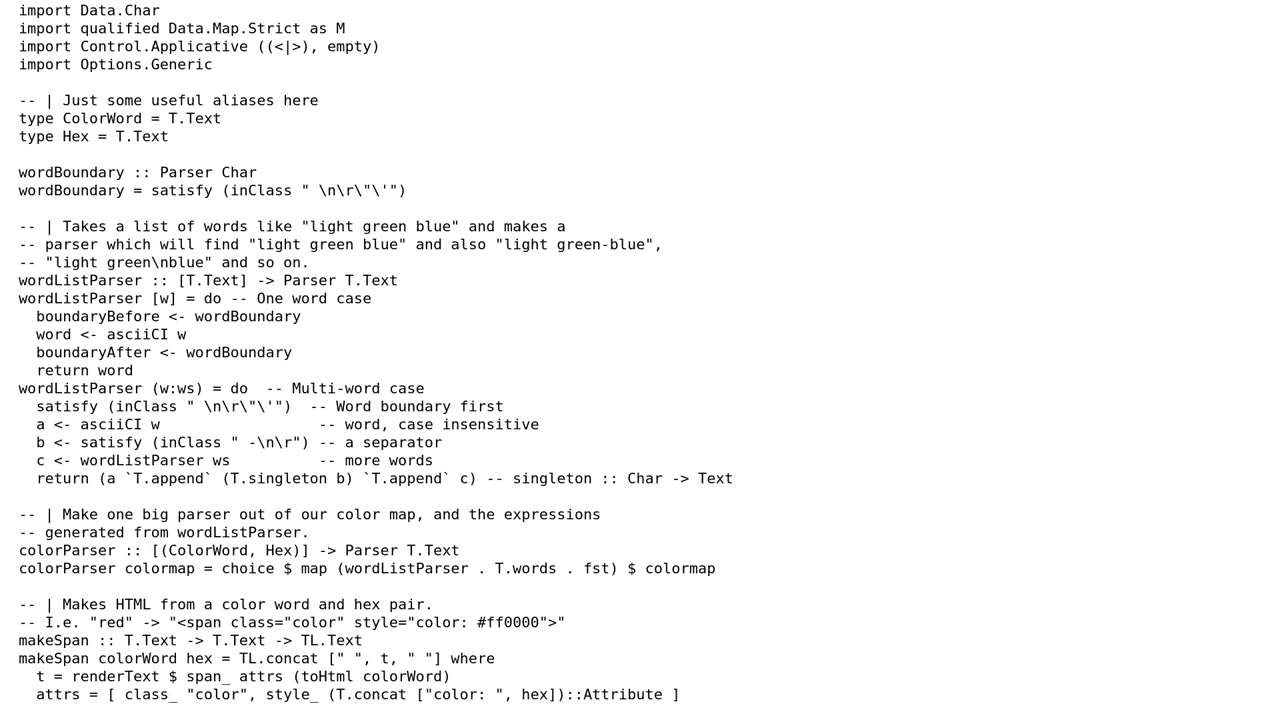 import Data.Char
import qualified Data.Map.Strict as M
import Control.Applicative ((<|>), empty)
import Options.Generic

-- | Just some useful aliases here
type ColorWord = T.Text
type Hex = T.Text

wordBoundary :: Parser Char
wordBoundary = satisfy (inClass " \n\r\"\'")

-- | Takes a list of words like "light green blue" and makes a
-- parser which will find "light green blue" and also "light green-blue",
-- "light green\nblue" and so on.
wordListParser :: [T.Text] -> Parser T.Text
wordListParser [w] = do -- One word case
  boundaryBefore <- wordBoundary
  word <- asciiCI w
  boundaryAfter <- wordBoundary
  return word
wordListParser (w:ws) = do  -- Multi-word case
  satisfy (inClass " \n\r\"\'")  -- Word boundary first
  a <- asciiCI w                  -- word, case insensitive
  b <- satisfy (inClass " -\n\r") -- a separator
  c <- wordListParser ws          -- more words
  return (a `T.append` (T.singleton b) `T.append` c) -- singleton :: Char -> Text

-- | Make one big parser out of our color map, and the expressions
-- generated from wordListParser.
colorParser :: [(ColorWord, Hex)] -> Parser T.Text
colorParser colormap = choice $ map (wordListParser . T.words . fst) $ colormap

-- | Makes HTML from a color word and hex pair.
-- I.e. "red" -> "<span class="color" style="color: #ff0000">"
makeSpan :: T.Text -> T.Text -> TL.Text
makeSpan colorWord hex = TL.concat [" ", t, " "] where
  t = renderText $ span_ attrs (toHtml colorWord)
  attrs = [ class_ "color", style_ (T.concat ["color: ", hex])::Attribute ]